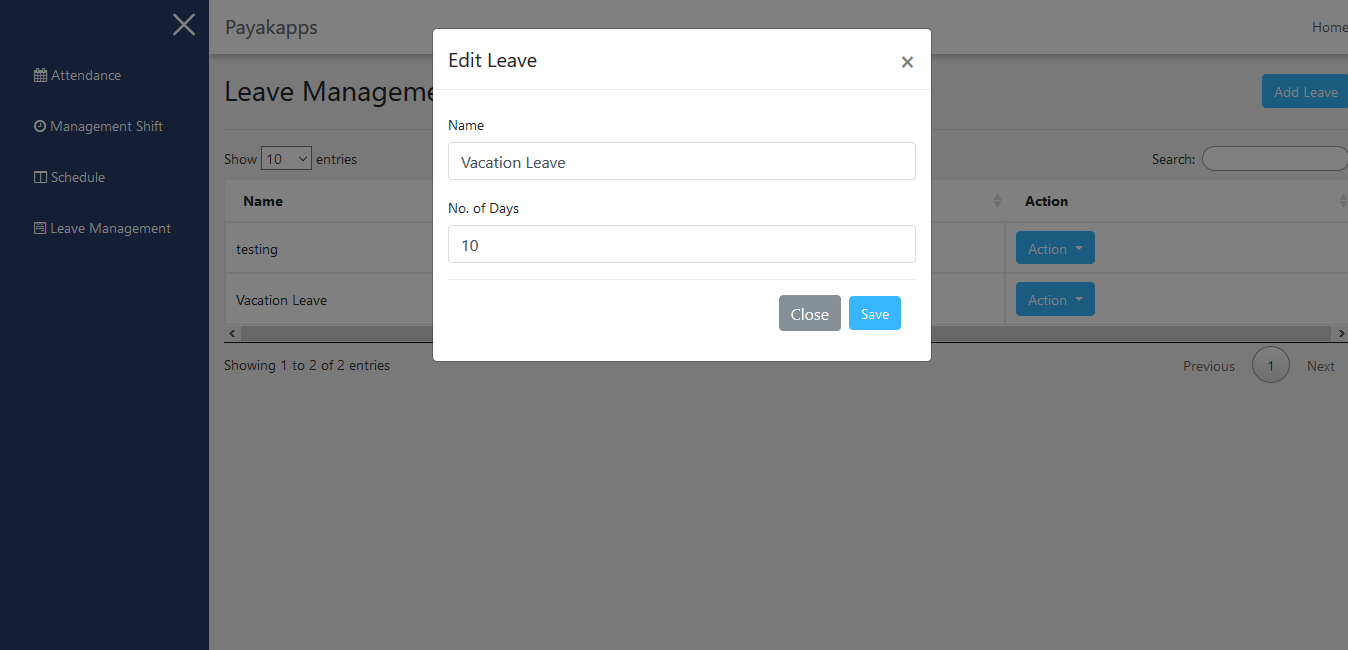 Payakapps
Home
Attendance
Management Shift
Schedule
Leave Management
Leave Manageme
Add Leave
Show 10 entries
Search:
Name
Action
testing
Action
Vacation Leave
Action
Showing 1 to 2 of 2 entries
Previous 1 Next
Edit Leave
×
Name
Vacation Leave
No. of Days
10
Close Save